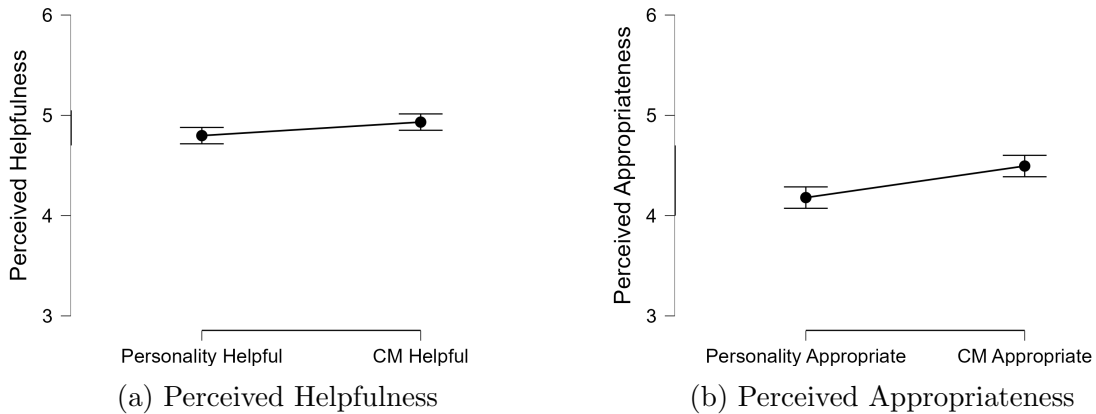 Perceived Helpfulness
6
5
4
3
Personality Helpful
CM Helpful
(a) Perceived Helpfulness
Perceived Appropriateness
6
5
4
3
Personality Appropriate
CM Appropriate
(b) Perceived Appropriateness